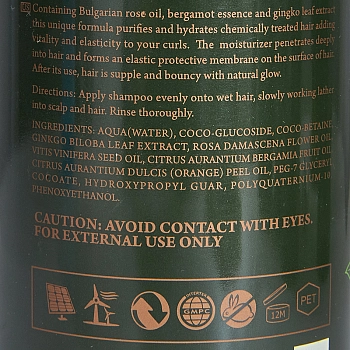 Containing Bulgarian rose oil, bergamot essence and gingko leaf extract
this unique formula purifies and hydrates chemically treated hair adding
vitality and elasticity to your curls. The moisturizer penetrates deeply
into hair and forms an elastic protective membrane on the surface of hair.
After its use, hair is supple and bouncy with natural glow.
Directions: Apply shampoo evenly onto wet hair, slowly working lather
into scalp and hair. Rinse thoroughly.
INGREDIENTS: AQUA(WATER), COCO-GLUCOSIDE, COCO-BETAINE,
GINKGO BILOBA LEAF EXTRACT, ROSA DAMASCENA FLOWER OIL,
VITIS VINIFERA SEED OIL, CITRUS AURANTIUM BERGAMIA FRUIT OIL,
CITRUS AURANTIUM DULCIS (ORANGE) PEEL OIL, PEG-7 GLYCERYL
COCOATE, HYDROXYPROPYL GUAR, POLYQUATERNIUM-10,
PHENOXYETHANOL.
CAUTION: AVOID CONTACT WITH EYES.
FOR EXTERNAL USE ONLY
GMPC
12M
PET